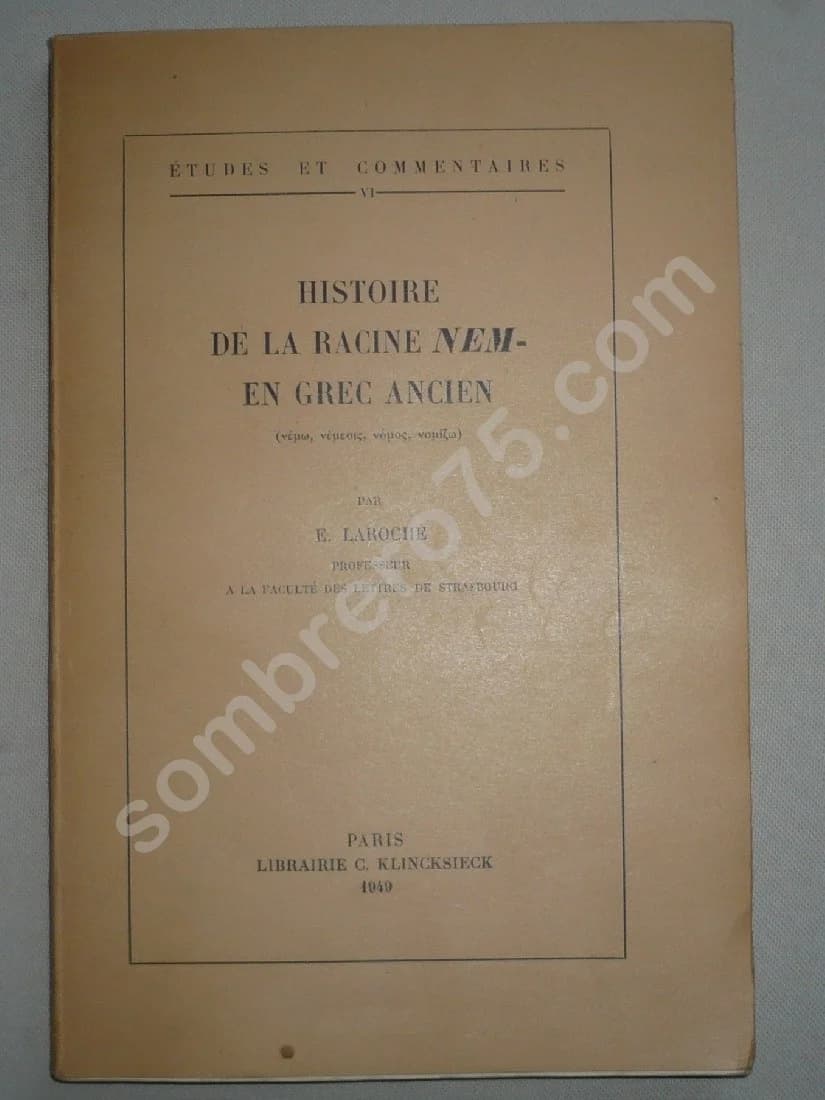 ÉTUDES ET COMMENTAIRES
VI
HISTOIRE
DE LA RACINE NEM-
EN GREC ANCIEN
(νέμω, νέμεσις, νόμος, νομίζω)
PAR
E. LAROCHE
PROFESSEUR
A LA FACULTÉ DES LETTRES DE STRASBOURG
PARIS
LIBRAIRIE C. KLINCKSIECK
1949
sombrero75.com